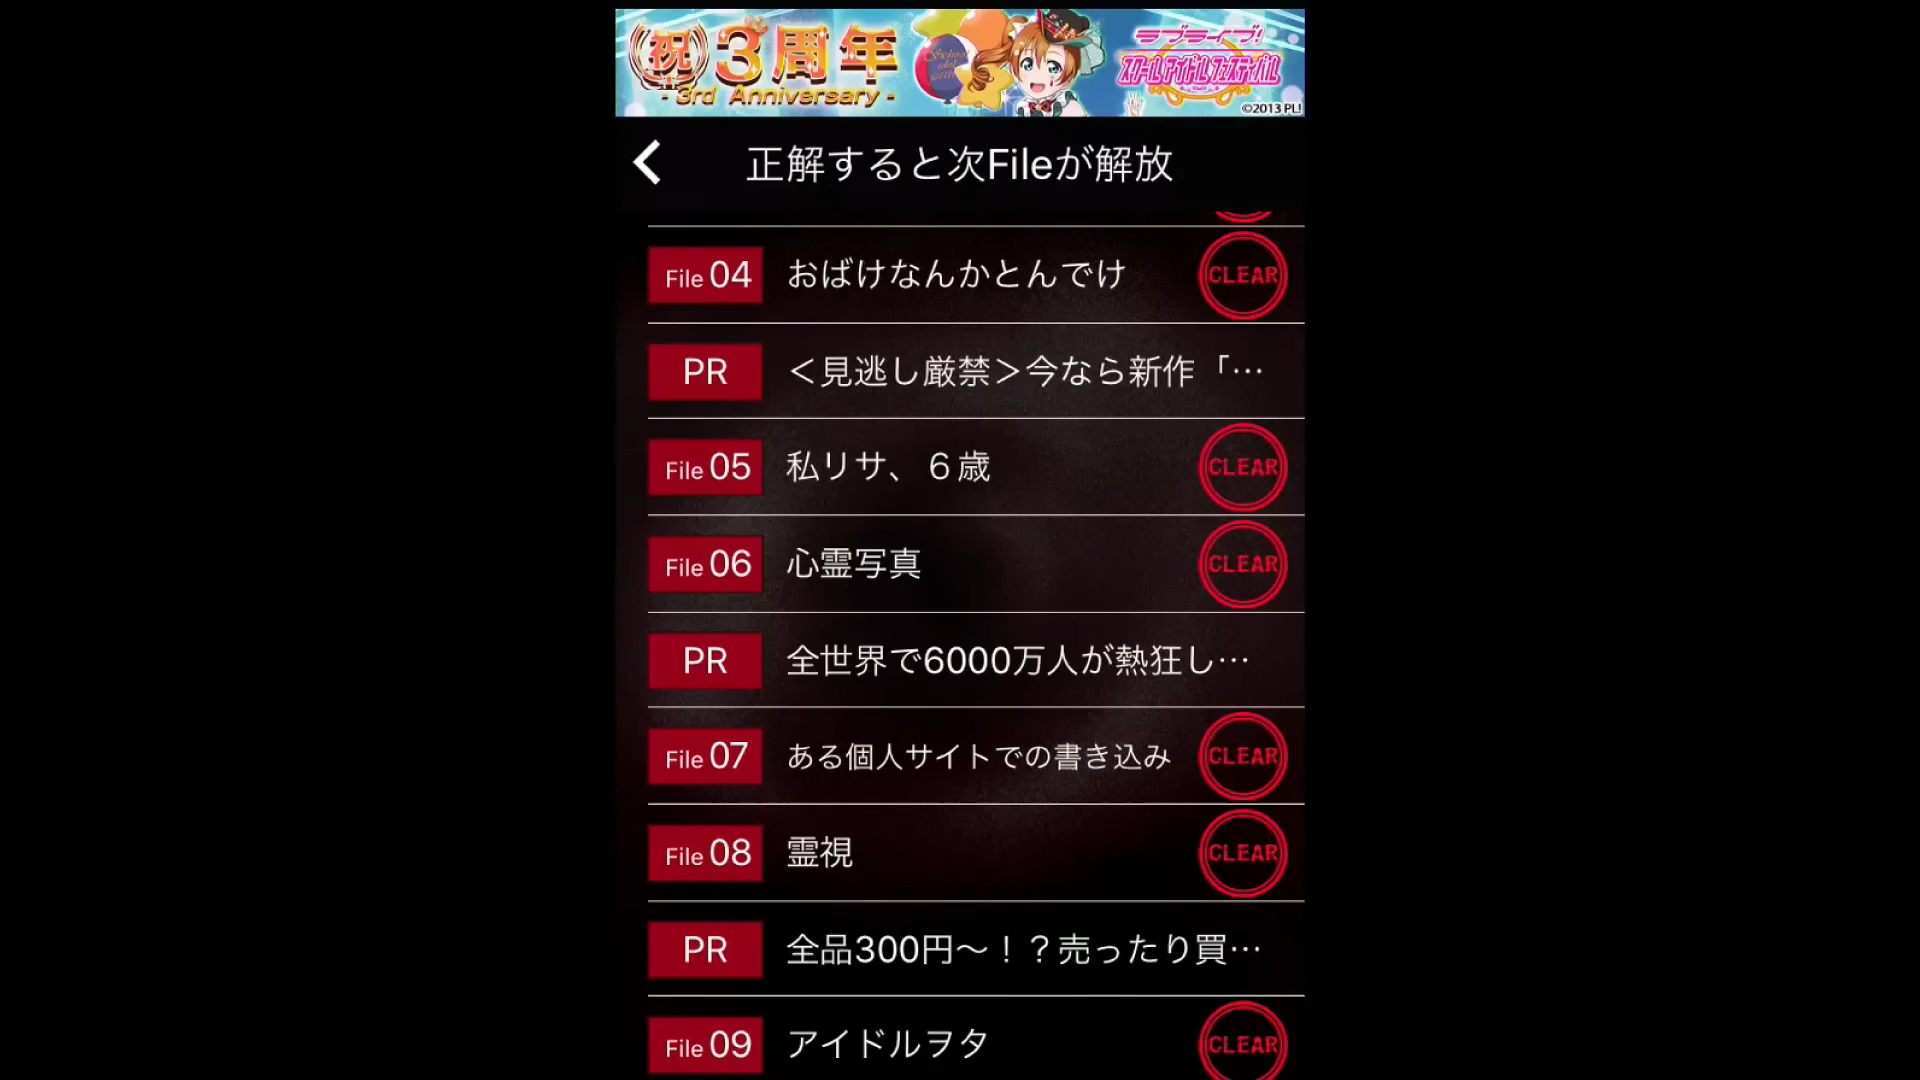 祝3周年
- 3rd Anniversary -
ラブライブ!
スクールアイドルフェスティバル
©2013 PL!
正解すると次Fileが解放
File 04 おばけなんかとんでけ CLEAR
PR ＜見逃し厳禁＞今なら新作「…
File 05 私リサ、６歳 CLEAR
File 06 心霊写真 CLEAR
PR 全世界で6000万人が熱狂し…
File 07 ある個人サイトでの書き込み CLEAR
File 08 霊視 CLEAR
PR 全品300円〜！？売ったり買…
File 09 アイドルヲタ CLEAR